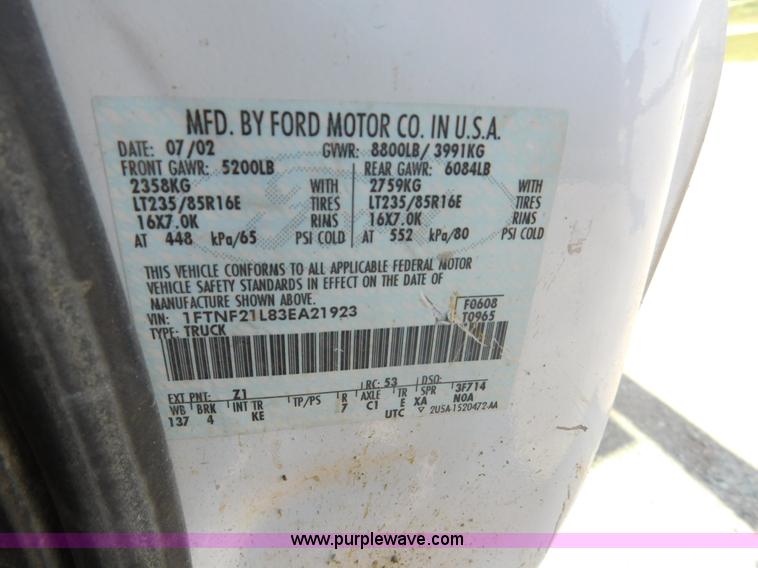 MFD. BY FORD MOTOR CO. IN U.S.A.
DATE: 07/02 GVWR: 8800LB/ 3991KG
FRONT GAWR: 5200LB REAR GAWR: 6084LB
2358KG WITH 2759KG WITH
LT235/85R16E TIRES LT235/85R16E TIRES
16X7.0K RIMS 16X7.0K RIMS
AT 448 kPa/65 PSI COLD AT 552 kPa/80 PSI COLD
THIS VEHICLE CONFORMS TO ALL APPLICABLE FEDERAL MOTOR
VEHICLE SAFETY STANDARDS IN EFFECT ON THE DATE OF
MANUFACTURE SHOWN ABOVE.
VIN: 1FTNF21L83EA21923 F0608
TYPE: TRUCK T0965
EXT PNT: Z1 RC: 53 DSO: 3F714
WB BRK INT TR TP/PS R AXLE TR SPR N0A
137 4 KE 7 C1 E XA
UTC 2U5A-1520472-AA
www.purplewave.com